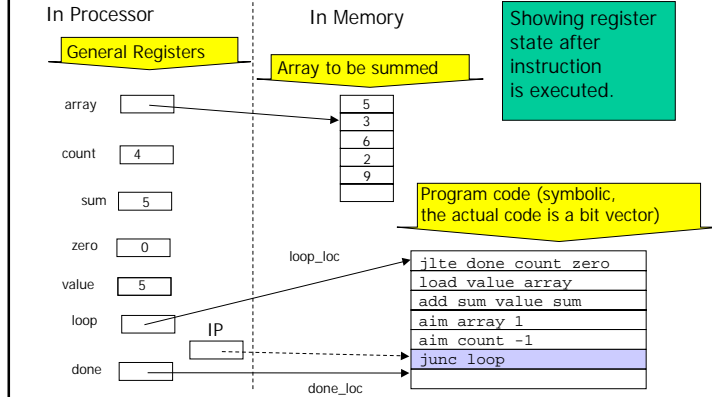 In Processor
In Memory
Showing register
state after
instruction
is executed.
General Registers
Array to be summed
array
5
3
6
2
9
count 4
sum 5
Program code (symbolic,
the actual code is a bit vector)
zero 0
value 5
loop
loop_loc
jlte done count zero
load value array
add sum value sum
aim array 1
aim count -1
junc loop
IP
done
done_loc